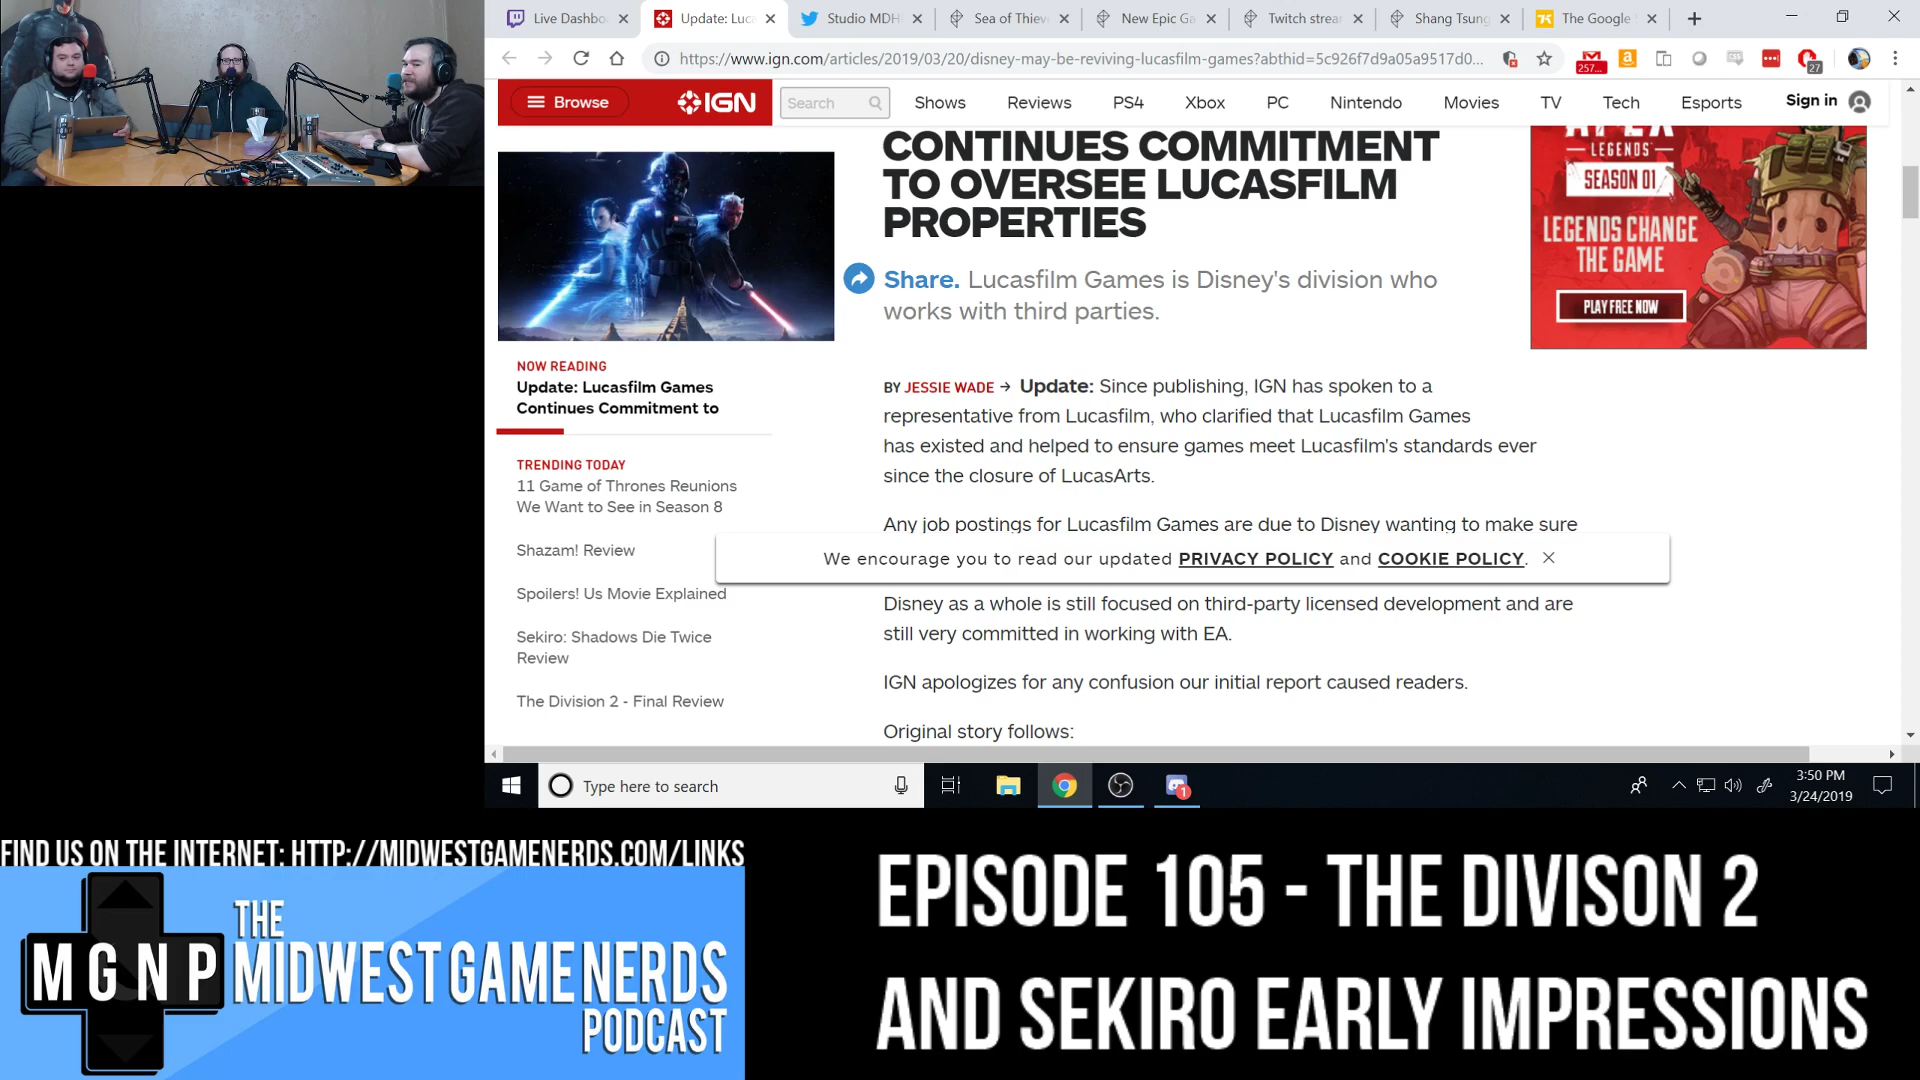 Live Dashbo
Update: Luc
Studio MDH
Sea of Thiev
New Epic Ga
Twitch strea
Shang Tsung
The Google
https://www.ign.com/articles/2019/03/20/disney-may-be-reviving-lucasfilm-games?abthid=5c926f7d9a05a9517d0...
257...
27
Browse
IGN
Search
Shows
Reviews
PS4
Xbox
PC
Nintendo
Movies
TV
Tech
Esports
Sign in
CONTINUES COMMITMENT
TO OVERSEE LUCASFILM
PROPERTIES
Share. Lucasfilm Games is Disney's division who
works with third parties.
APEX
LEGENDS
SEASON 01
LEGENDS CHANGE
THE GAME
PLAY FREE NOW
NOW READING
Update: Lucasfilm Games
Continues Commitment to
TRENDING TODAY
11 Game of Thrones Reunions
We Want to See in Season 8
Shazam! Review
Spoilers! Us Movie Explained
Sekiro: Shadows Die Twice
Review
The Division 2 - Final Review
BY JESSIE WADE → Update: Since publishing, IGN has spoken to a
representative from Lucasfilm, who clarified that Lucasfilm Games
has existed and helped to ensure games meet Lucasfilm's standards ever
since the closure of LucasArts.
Any job postings for Lucasfilm Games are due to Disney wanting to make sure
We encourage you to read our updated PRIVACY POLICY and COOKIE POLICY.
Disney as a whole is still focused on third-party licensed development and are
still very committed in working with EA.
IGN apologizes for any confusion our initial report caused readers.
Original story follows:
Type here to search
1
3:50 PM
3/24/2019
FIND US ON THE INTERNET: HTTP://MIDWESTGAMENERDS.COM/LINKS
MGNP
THE
MIDWEST GAME NERDS
PODCAST
EPISODE 105 - THE DIVISON 2
AND SEKIRO EARLY IMPRESSIONS